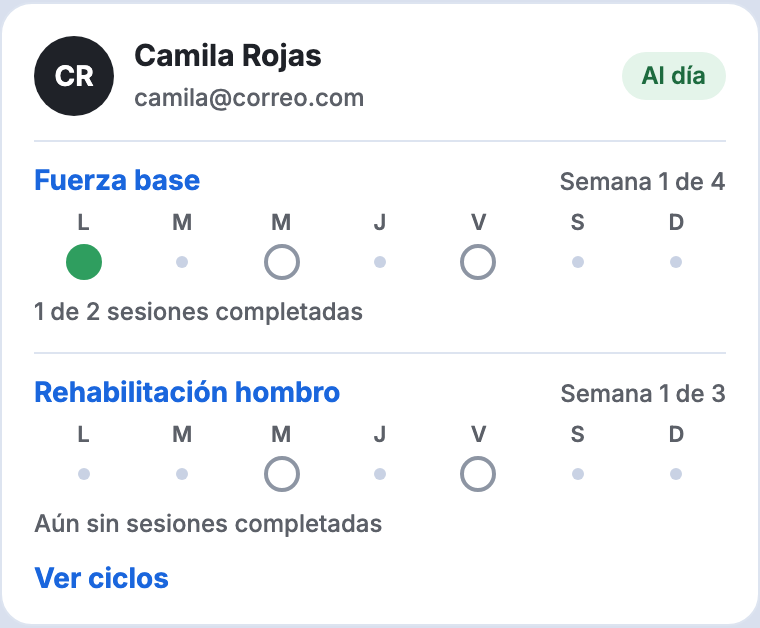 CR
Camila Rojas
camila@correo.com
Al día
Fuerza base
Semana 1 de 4
L M M J V S D
1 de 2 sesiones completadas
Rehabilitación hombro
Semana 1 de 3
L M M J V S D
Aún sin sesiones completadas
Ver ciclos